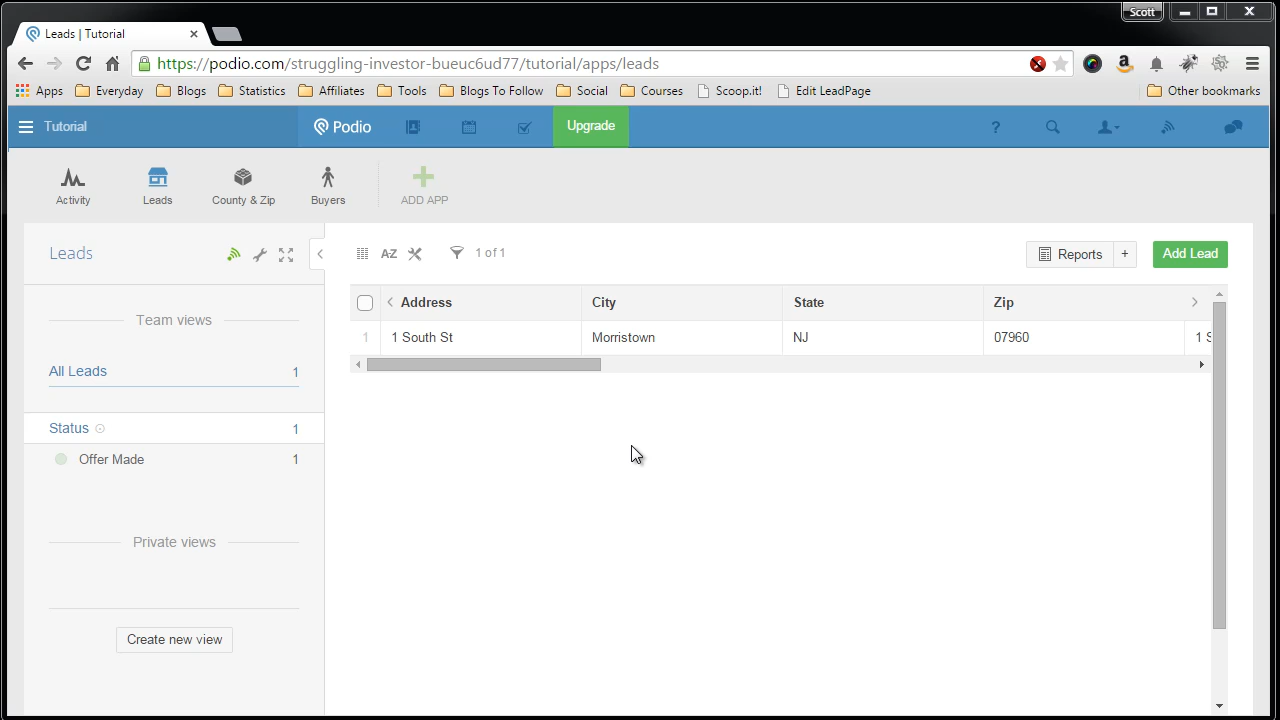 Scott
Leads | Tutorial
https://podio.com/struggling-investor-bueuc6ud77/tutorial/apps/leads
Apps Everyday Blogs Statistics Affiliates Tools Blogs To Follow Social Courses Scoop.it! Edit LeadPage Other bookmarks
Tutorial Podio Upgrade ?
Activity Leads County & Zip Buyers ADD APP
Leads
A-Z 1 of 1 Reports + Add Lead
Team views
All Leads 1
Status 1
Offer Made 1
Private views
Create new view
Address City State Zip
1 1 South St Morristown NJ 07960 1 S